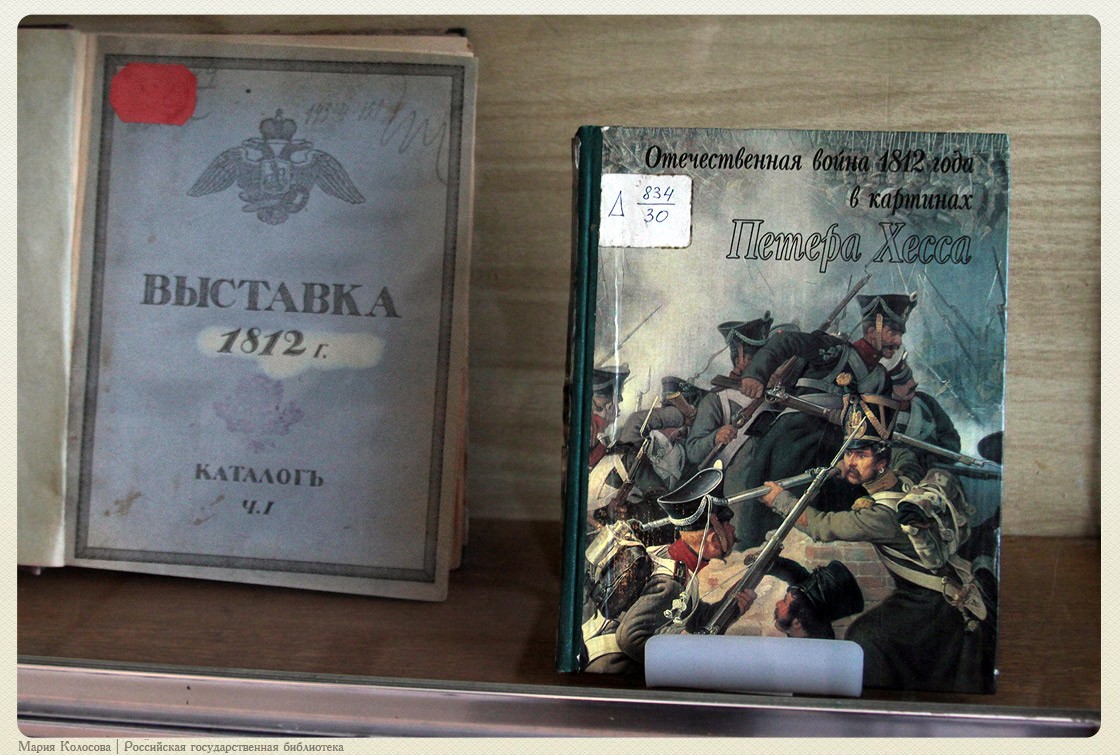 ВЫСТАВКА
1812 г.
КАТАЛОГЪ
Ч.I
Отечественная война 1812 года
в картинах
Петера Хесса
Д 834
30
Мария Колосова | Российская государственная библиотека